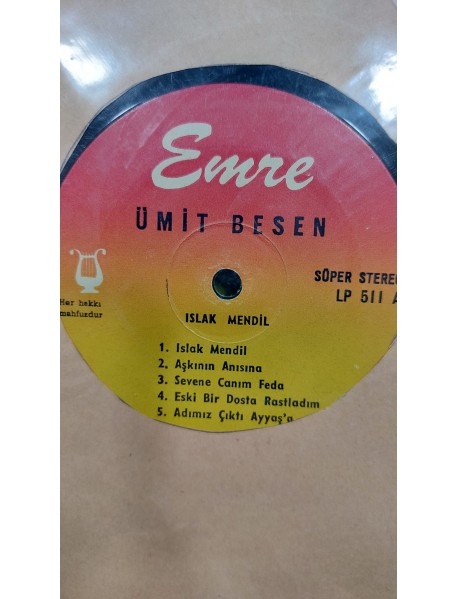 Emre
ÜMİT BESEN
SÜPER STEREO
LP 511 A
Her hekkı
mahfuzdur
ISLAK MENDİL
1. Islak Mendil
2. Aşkının Anısına
3. Sevene Canım Feda
4. Eski Bir Dosta Rastladım
5. Adımız Çıktı Ayyaş'a